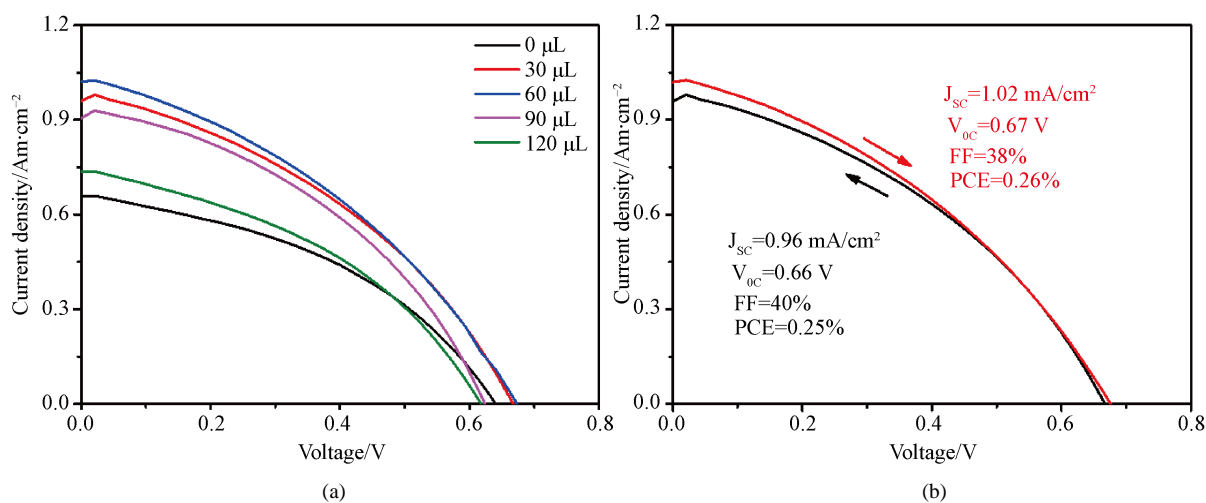 1.2
0.9
0.6
0.3
0.0
Current density/Am·cm⁻²
0 μL
30 μL
60 μL
90 μL
120 μL
0.0 0.2 0.4 0.6 0.8
Voltage/V
(a)
1.2
0.9
0.6
0.3
0.0
Current density/Am·cm⁻²
J_SC=1.02 mA/cm²
V_0C=0.67 V
FF=38%
PCE=0.26%
J_SC=0.96 mA/cm²
V_0C=0.66 V
FF=40%
PCE=0.25%
0.0 0.2 0.4 0.6 0.8
Voltage/V
(b)